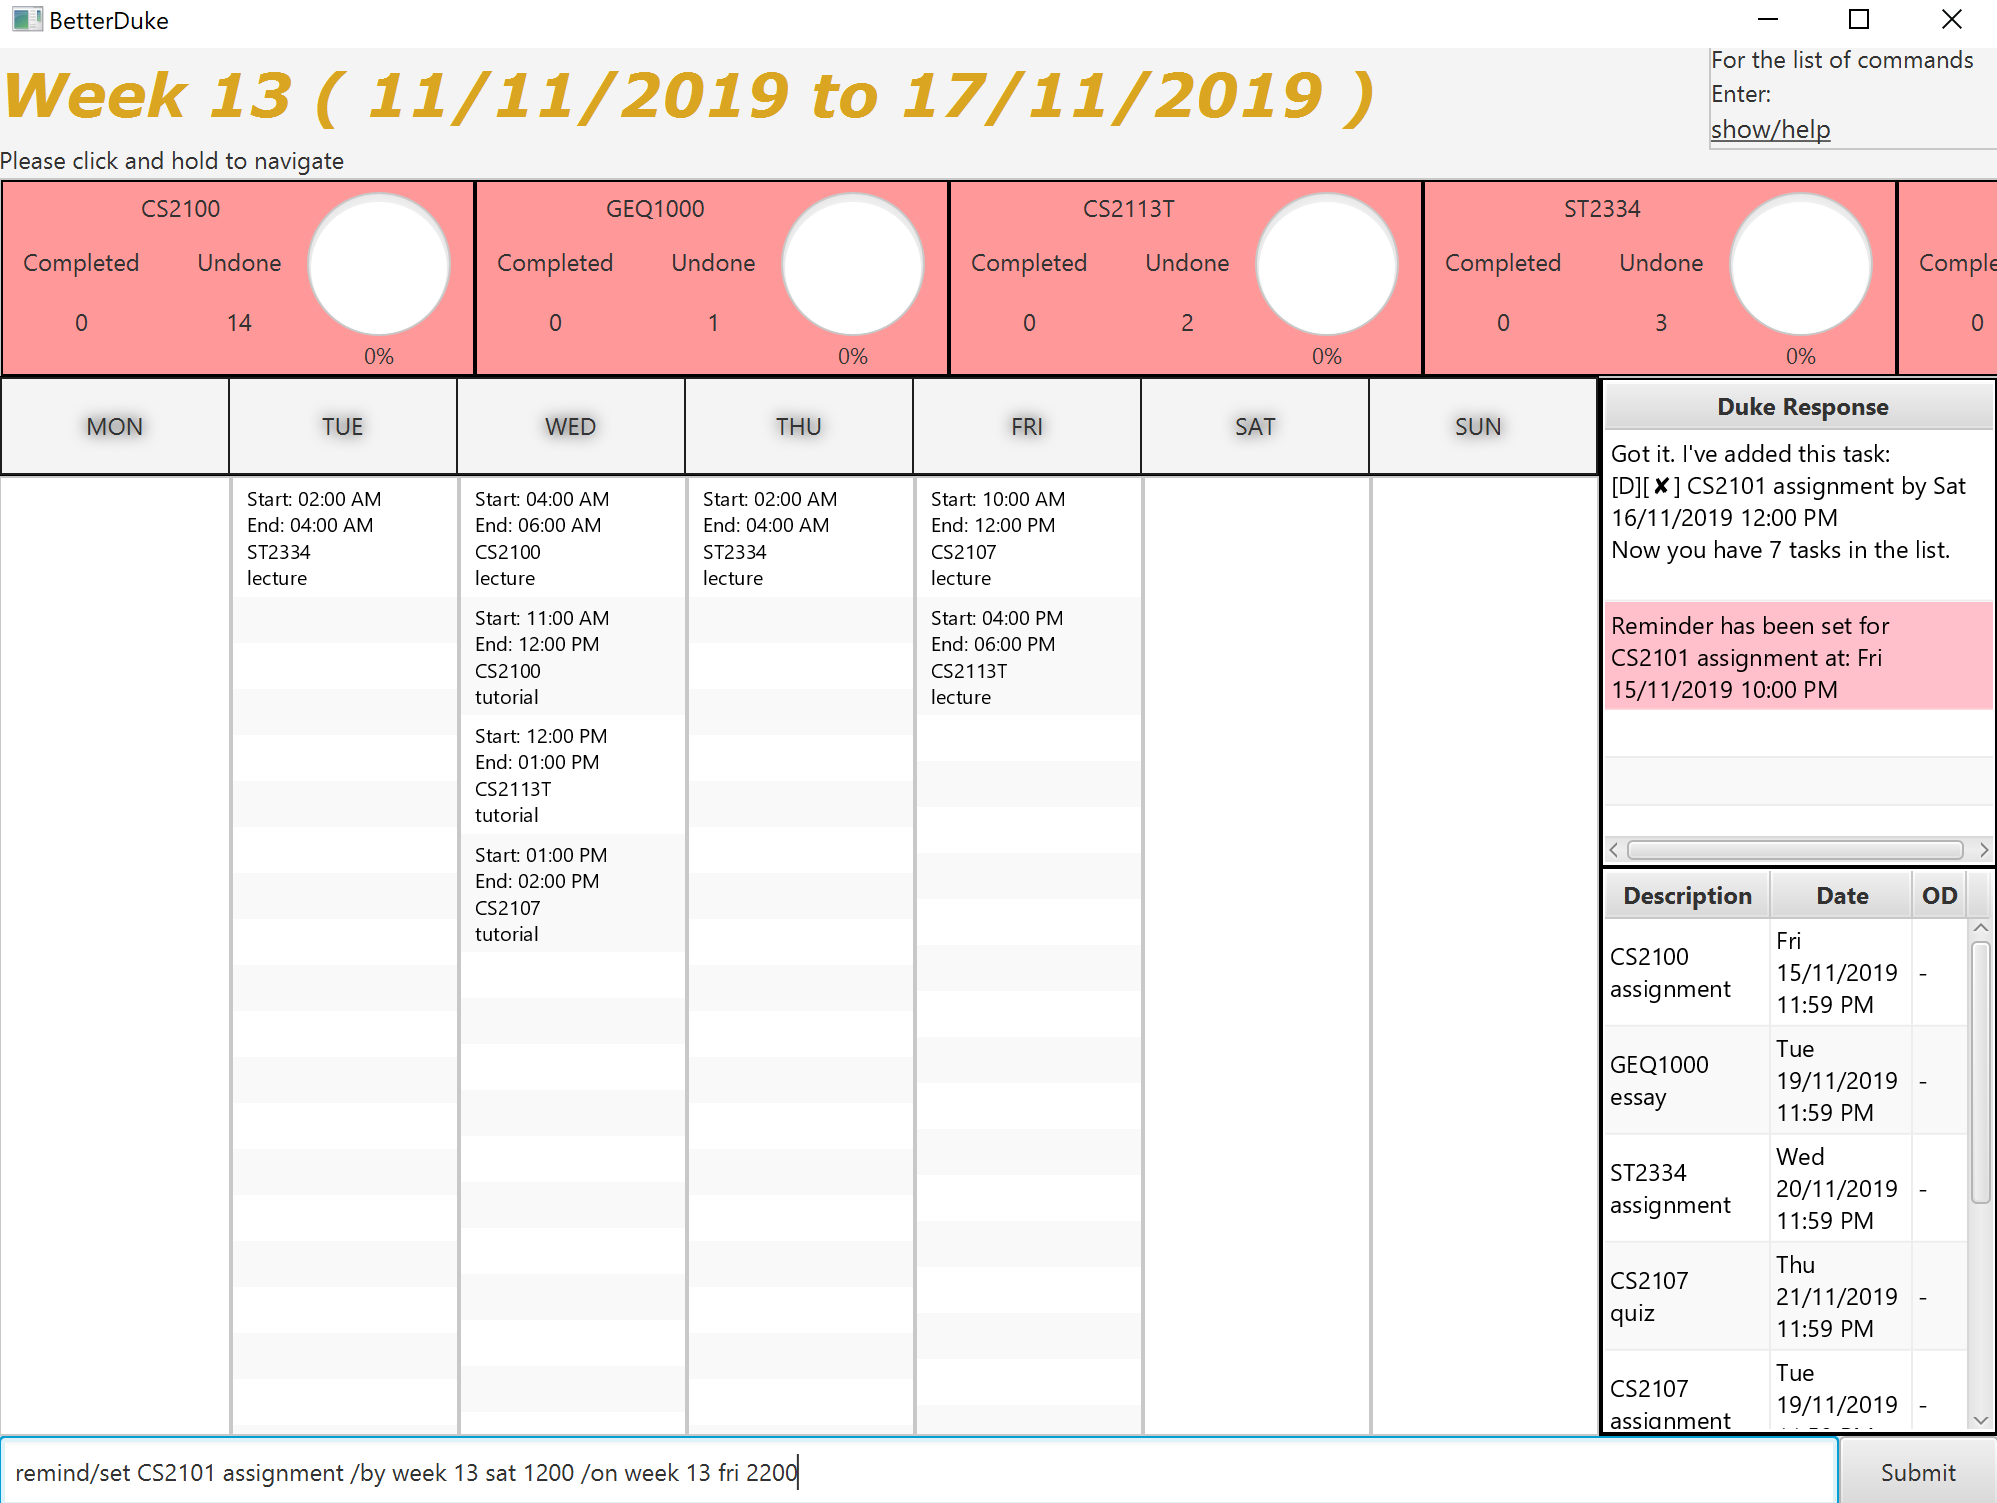 BetterDuke
Week 13 ( 11/11/2019 to 17/11/2019 )
For the list of commands
Enter:
show/help
Please click and hold to navigate
CS2100
Completed
Undone
0
14
0%
GEQ1000
Completed
Undone
0
1
0%
CS2113T
Completed
Undone
0
2
0%
ST2334
Completed
Undone
0
3
0%
Comple
0
MON
TUE
WED
THU
FRI
SAT
SUN
Start: 02:00 AM
End: 04:00 AM
ST2334
lecture
Start: 04:00 AM
End: 06:00 AM
CS2100
lecture
Start: 11:00 AM
End: 12:00 PM
CS2100
tutorial
Start: 12:00 PM
End: 01:00 PM
CS2113T
tutorial
Start: 01:00 PM
End: 02:00 PM
CS2107
tutorial
Start: 02:00 AM
End: 04:00 AM
ST2334
lecture
Start: 10:00 AM
End: 12:00 PM
CS2107
lecture
Start: 04:00 PM
End: 06:00 PM
CS2113T
lecture
Duke Response
Got it. I've added this task:
[D][✘] CS2101 assignment by Sat
16/11/2019 12:00 PM
Now you have 7 tasks in the list.
Reminder has been set for
CS2101 assignment at: Fri
15/11/2019 10:00 PM
Description Date OD
CS2100
assignment
Fri
15/11/2019
11:59 PM
-
GEQ1000
essay
Tue
19/11/2019
11:59 PM
-
ST2334
assignment
Wed
20/11/2019
11:59 PM
-
CS2107
quiz
Thu
21/11/2019
11:59 PM
-
CS2107
assignment
Tue
19/11/2019
-
remind/set CS2101 assignment /by week 13 sat 1200 /on week 13 fri 2200
Submit